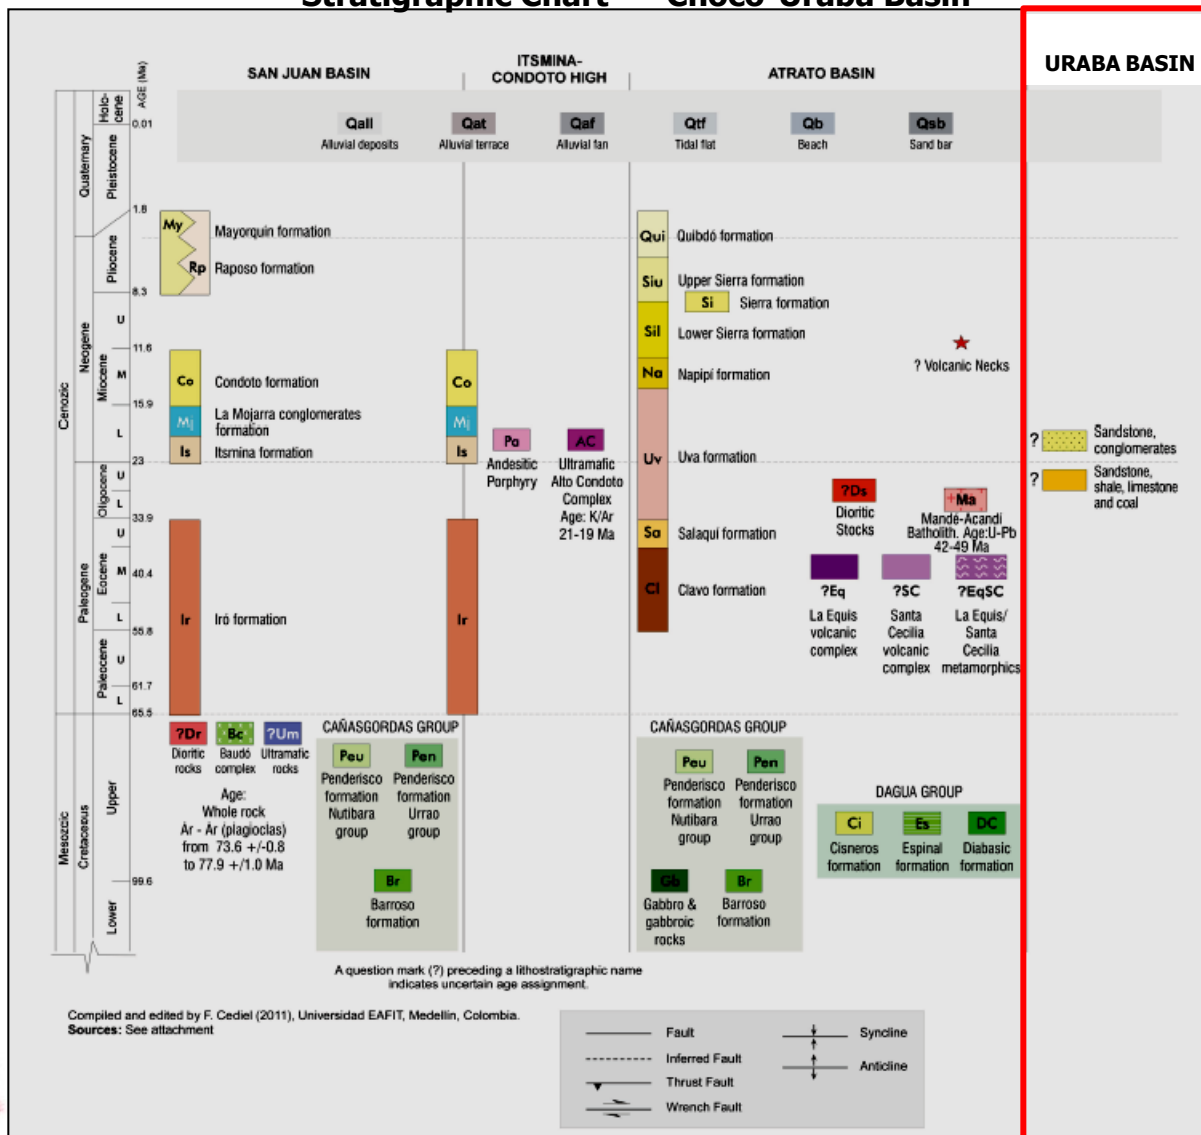 Stratigraphic Chart Choco-Uraba Basin
SAN JUAN BASIN
ITSMINA-
CONDOTO HIGH
ATRATO BASIN
URABA BASIN
AGE (Ma)
Cenozic
Quaternary
Holo-
cene
Pleistocene
Neogene
Pliocene
Miocene
U
M
L
Paleogene
Oligocene
U
L
Eocene
U
M
L
Paleocene
U
L
Mesozcic
Cretaceous
Upper
Lower
0.01
1.8
8.3
11.6
15.9
23
33.9
40.4
55.8
61.7
65.5
99.6
Qall
Alluvial deposits
Qat
Alluvial terrace
Qaf
Alluvial fan
Qtf
Tidal flat
Qb
Beach
Qsb
Sand bar
My
Mayorquin formation
Rp
Raposo formation
Co
Condoto formation
Mj
La Mojarra conglomerates
formation
Is
Itsmina formation
Ir
Iró formation
Co
Mj
Is
Ir
Pa
Andesitic
Porphyry
AC
Ultramafic
Alto Condoto
Complex
Age: K/Ar
21-19 Ma
Qui
Quibdó formation
Siu
Upper Sierra formation
Si
Sierra formation
Sil
Lower Sierra formation
Na
Napipí formation
Uv
Uva formation
Sa
Salaquí formation
Cl
Clavo formation
? Volcanic Necks
?Ds
Dioritic
Stocks
+Ma
Mandé-Acandi
Batholith. Age:U-Pb
42-49 Ma
?Eq
La Equis
volcanic
complex
?SC
Santa
Cecilia
volcanic
complex
?EqSC
La Equis/
Santa
Cecilia
metamorphics
?
Sandstone,
conglomerates
?
Sandstone,
shale, limestone
and coal
?Dr
Dioritic
rocks
Bc
Baudó
complex
?Um
Ultramatic
rocks
Age:
Whole rock
Ar - Ar (plagioclas)
from 73.6 +/-0.8
to 77.9 +/1.0 Ma
CAÑASGORDAS GROUP
Peu
Penderisco
formation
Nutibara
group
Pen
Penderisco
formation
Urrao
group
Br
Barroso
formation
CAÑASGORDAS GROUP
Peu
Penderisco
formation
Nutibara
group
Pen
Penderisco
formation
Urrao
group
Gb
Gabbro &
gabbroic
rocks
Br
Barroso
formation
DAGUA GROUP
Ci
Cisneros
formation
Es
Espinal
formation
DC
Diabasic
formation
A question mark (?) preceding a lithostratigraphic name
indicates uncertain age assignment.
Compiled and edited by F. Cediel (2011), Universidad EAFIT, Medellín, Colombia.
Sources: See attachment
Fault
Inferred Fault
Thrust Fault
Wrench Fault
Syncline
Anticline